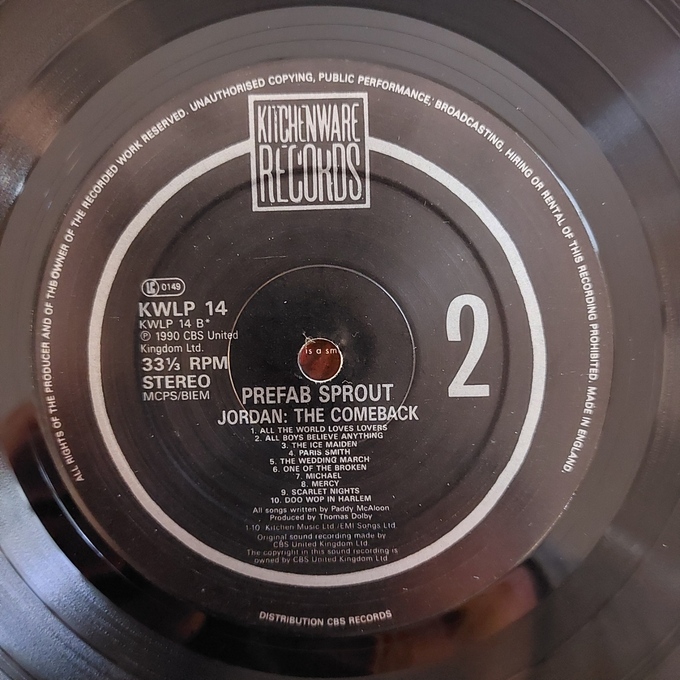 ALL RIGHTS OF THE PRODUCER AND OF THE OWNER OF THE RECORDED WORK RESERVED. UNAUTHORISED COPYING, PUBLIC PERFORMANCE, BROADCASTING, HIRING OR RENTAL OF THIS RECORDING PROHIBITED. MADE IN ENGLAND.
KITCHENWARE
RECORDS
LC 0149
KWLP 14
KWLP 14 B*
℗ 1990 CBS United
Kingdom Ltd.
33⅓ RPM
STEREO
MCPS/BIEM
2
is a sm
PREFAB SPROUT
JORDAN: THE COMEBACK
1. ALL THE WORLD LOVES LOVERS
2. ALL BOYS BELIEVE ANYTHING
3. THE ICE MAIDEN
4. PARIS SMITH
5. THE WEDDING MARCH
6. ONE OF THE BROKEN
7. MICHAEL
8. MERCY
9. SCARLET NIGHTS
10. DOO WOP IN HARLEM
All songs written by Paddy McAloon
Produced by Thomas Dolby
1-10 Kitchen Music Ltd./EMI Songs Ltd.
Original sound recording made by
CBS United Kingdom Ltd.
The copyright in this sound recording is
owned by CBS United Kingdom Ltd
DISTRIBUTION CBS RECORDS